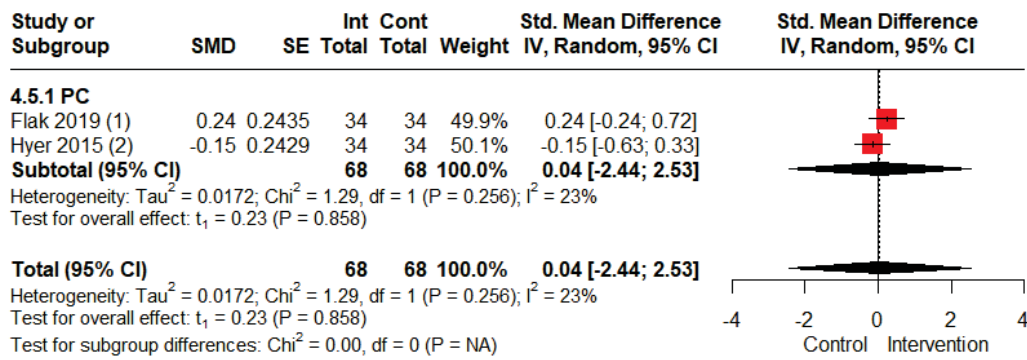 Study or Int Cont Std. Mean Difference Std. Mean Difference
Subgroup SMD SE Total Total Weight IV, Random, 95% CI IV, Random, 95% CI
4.5.1 PC
Flak 2019 (1) 0.24 0.2435 34 34 49.9% 0.24 [-0.24; 0.72]
Hyer 2015 (2) -0.15 0.2429 34 34 50.1% -0.15 [-0.63; 0.33]
Subtotal (95% CI) 68 68 100.0% 0.04 [-2.44; 2.53]
Heterogeneity: Tau² = 0.0172; Chi² = 1.29, df = 1 (P = 0.256); I² = 23%
Test for overall effect: t₁ = 0.23 (P = 0.858)
Total (95% CI) 68 68 100.0% 0.04 [-2.44; 2.53]
Heterogeneity: Tau² = 0.0172; Chi² = 1.29, df = 1 (P = 0.256); I² = 23%
Test for overall effect: t₁ = 0.23 (P = 0.858)
Test for subgroup differences: Chi² = 0.00, df = 0 (P = NA)
-4 -2 0 2 4
Control Intervention